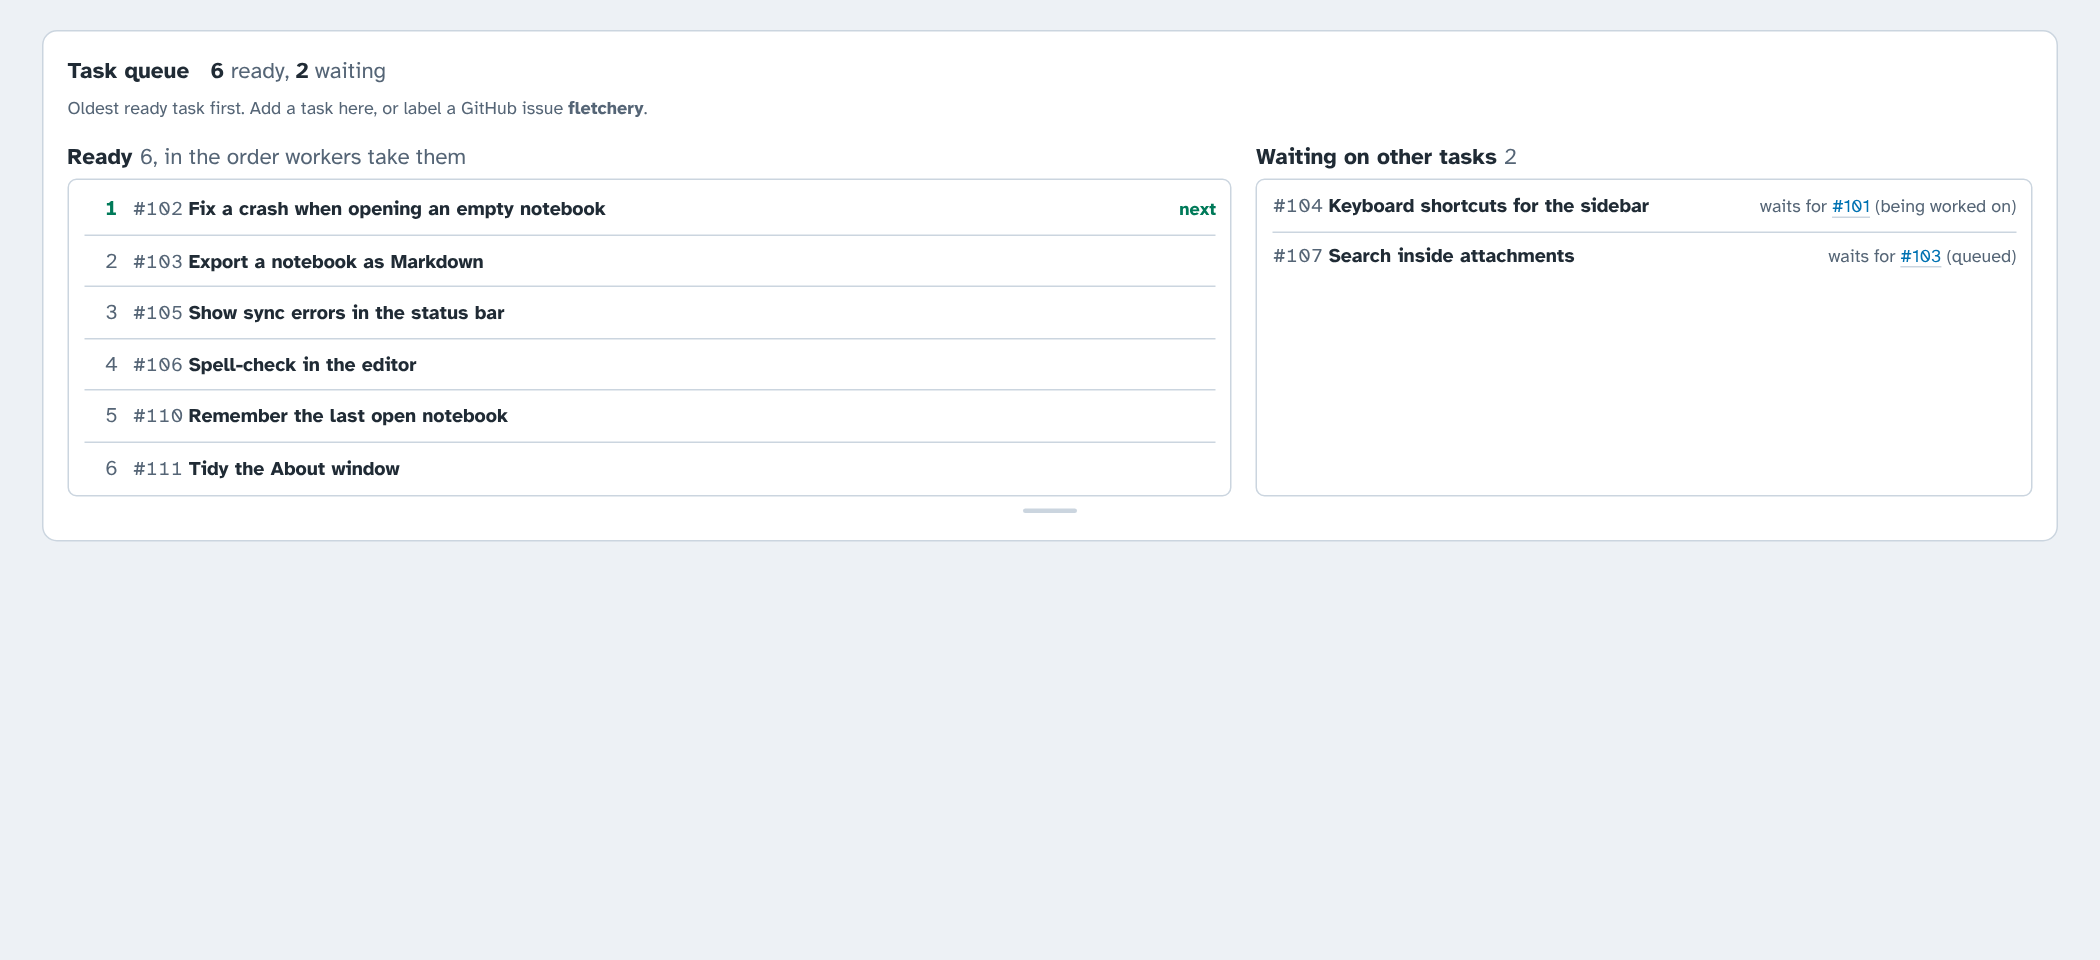 Task queue 6 ready, 2 waiting
Oldest ready task first. Add a task here, or label a GitHub issue fletchery.
Ready 6, in the order workers take them
1 #102 Fix a crash when opening an empty notebook next
2 #103 Export a notebook as Markdown
3 #105 Show sync errors in the status bar
4 #106 Spell-check in the editor
5 #110 Remember the last open notebook
6 #111 Tidy the About window
Waiting on other tasks 2
#104 Keyboard shortcuts for the sidebar waits for #101 (being worked on)
#107 Search inside attachments waits for #103 (queued)